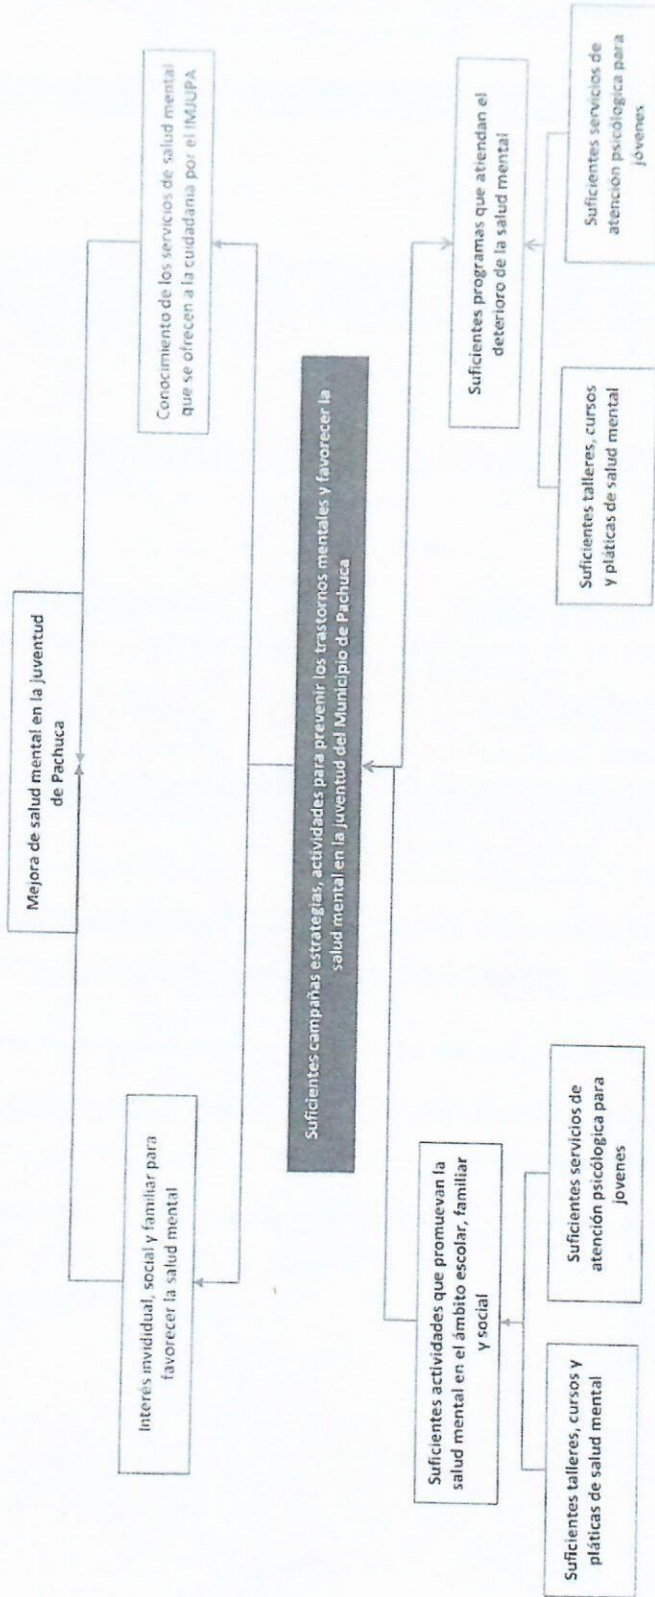 Mejora de salud mental en la juventud
de Pachuca
Interés invididual, social y familiar para
favorecer la salud mental
Conocimiento de los servicios de salud mental
que se ofrecen a la cuidadania por el IMJUPA
Suficientes campañas estrategias, actividades para prevenir los trastornos mentales y favorecer la
salud mental en la juventud del Municipio de Pachuca
Suficientes actividades que promuevan la
salud mental en el ámbito escolar, familiar
y social
Suficientes programas que atiendan el
deterioro de la salud mental
Suficientes talleres, cursos y
pláticas de salud mental
Suficientes servicios de
atención psicólogica para
jovenes
Suficientes talleres, cursos
y pláticas de salud mental
Suficientes servicios de
atención psicólogica para
jóvenes